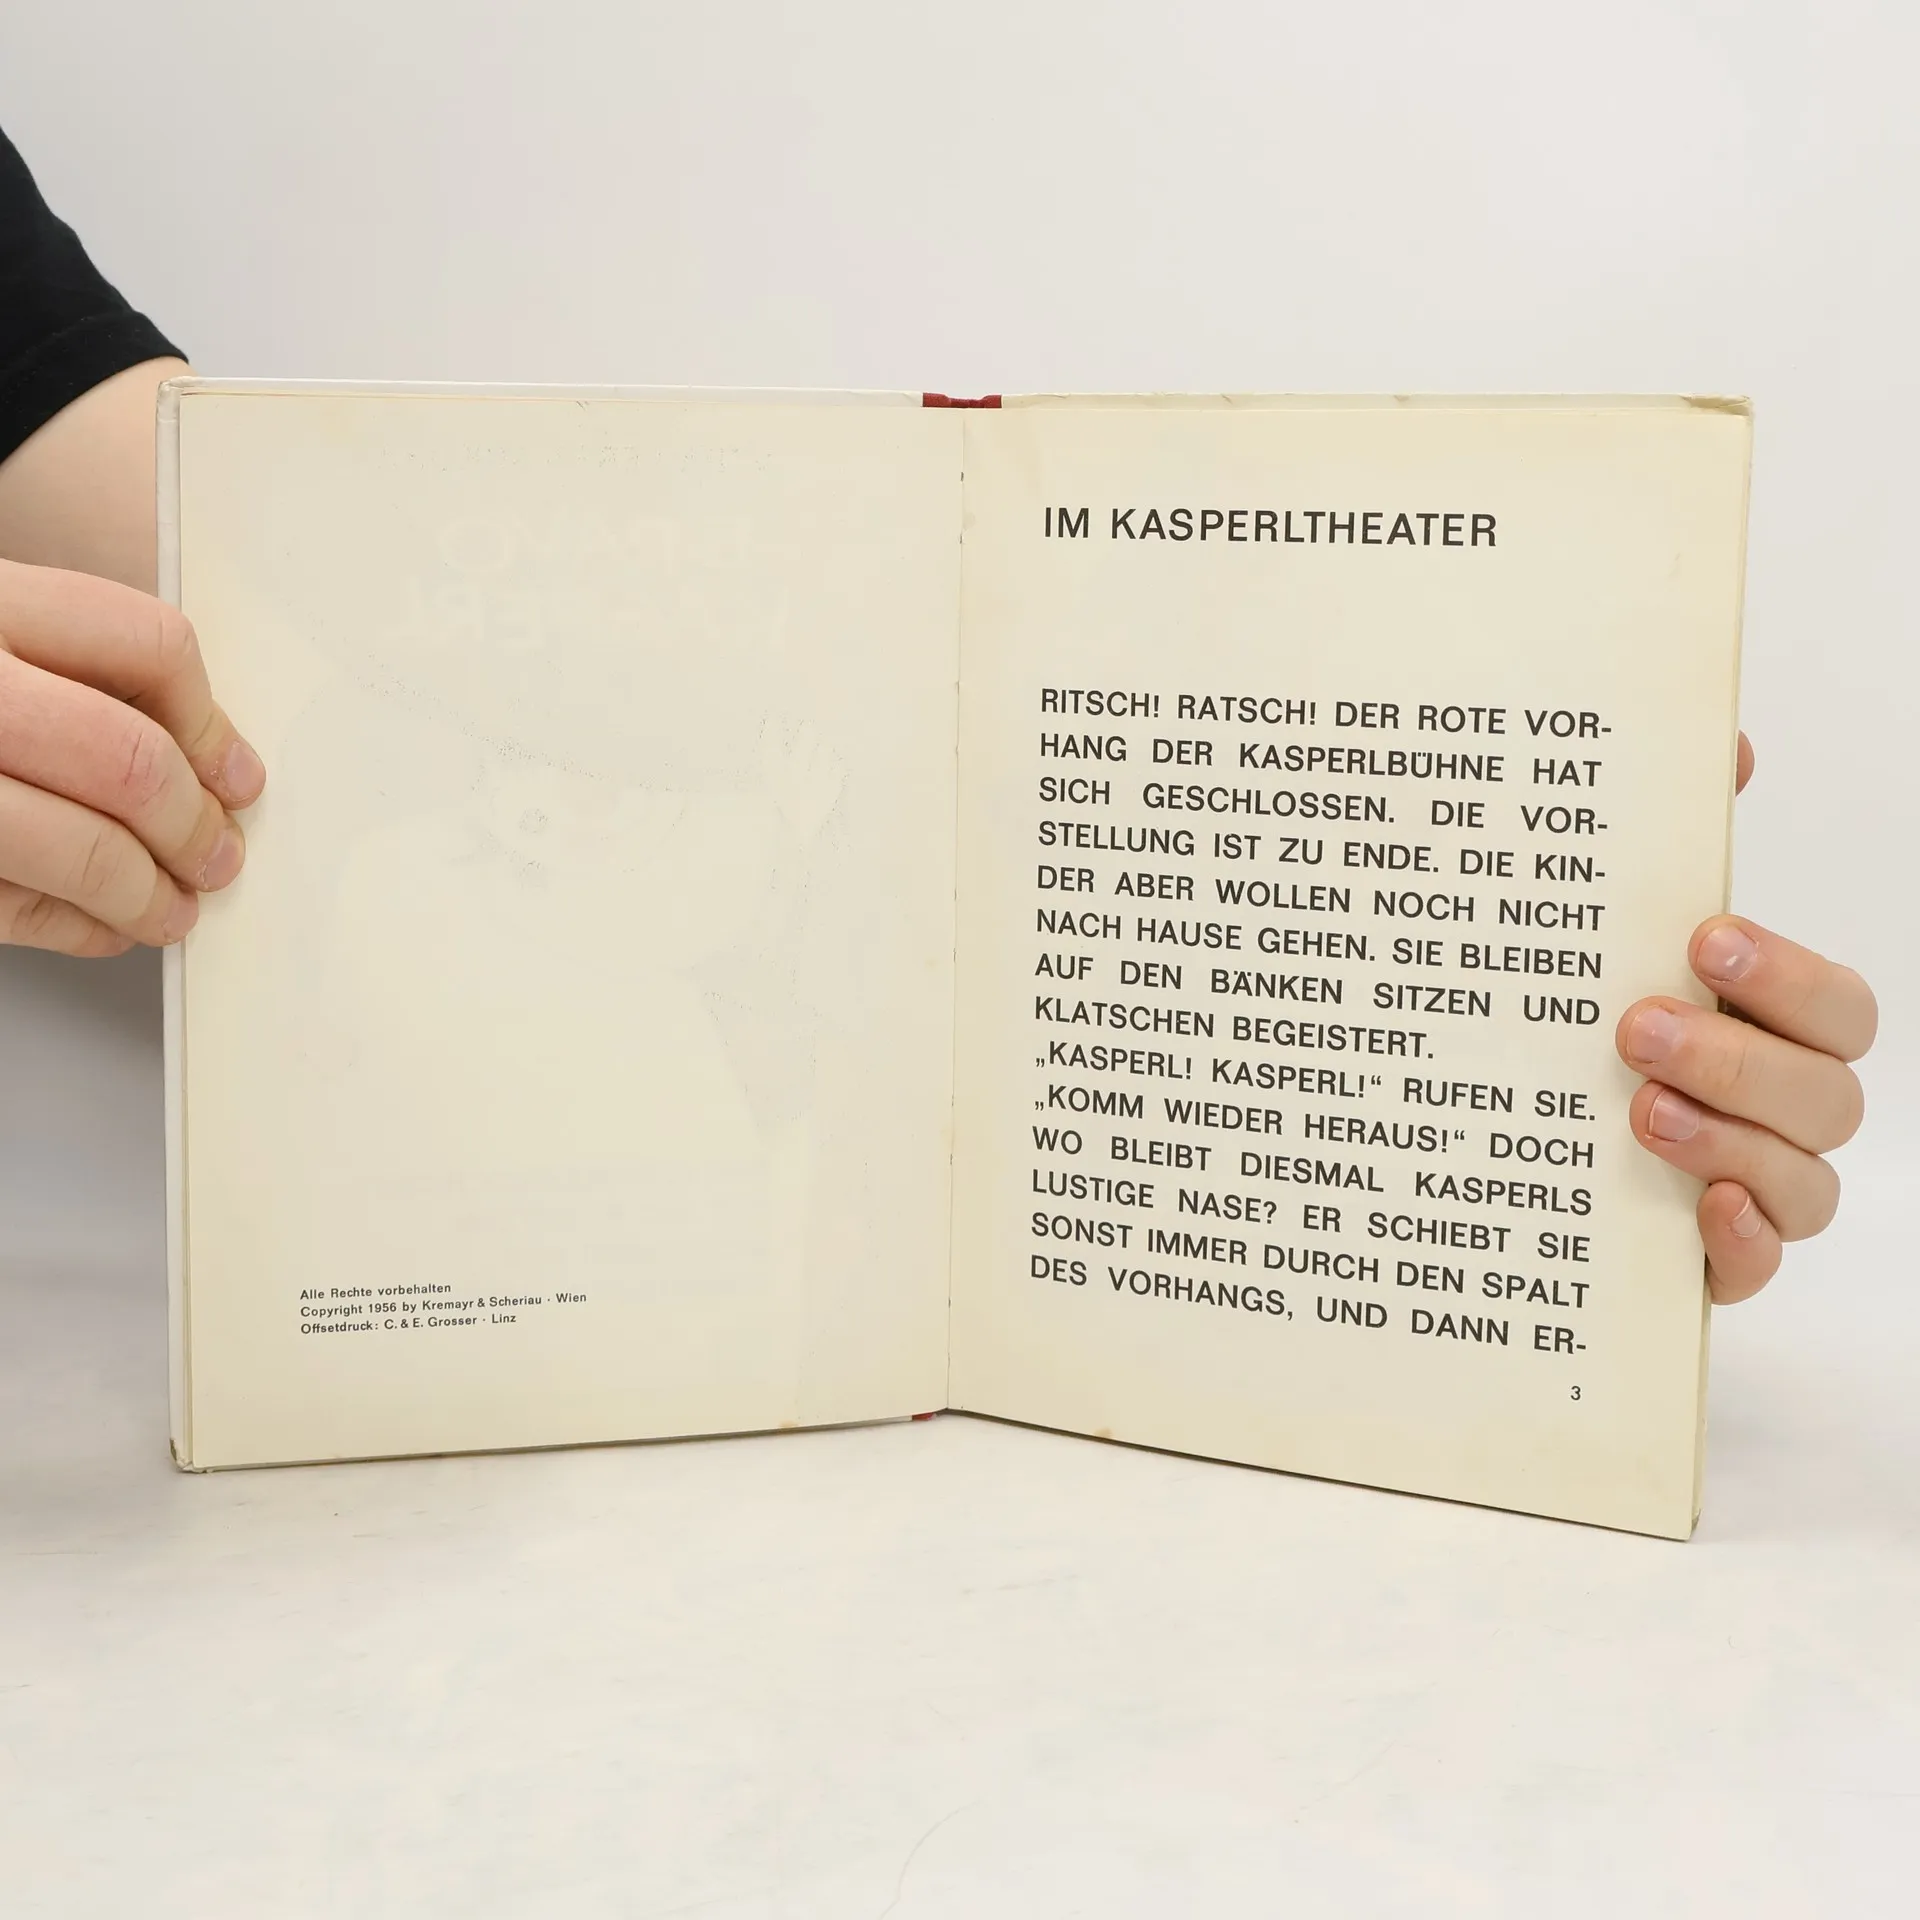 Alle Rechte vorbehalten
Copyright 1956 by Kremayr & Scheriau · Wien
Offsetdruck: C. & E. Grosser · Linz
IM KASPERLTHEATER
RITSCH! RATSCH! DER ROTE VOR-
HANG DER KASPERLBÜHNE HAT
SICH GESCHLOSSEN. DIE VOR-
STELLUNG IST ZU ENDE. DIE KIN-
DER ABER WOLLEN NOCH NICHT
NACH HAUSE GEHEN. SIE BLEIBEN
AUF DEN BÄNKEN SITZEN UND
KLATSCHEN BEGEISTERT.
„KASPERL! KASPERL!“ RUFEN SIE.
„KOMM WIEDER HERAUS!“ DOCH
WO BLEIBT DIESMAL KASPERLS
LUSTIGE NASE? ER SCHIEBT SIE
SONST IMMER DURCH DEN SPALT
DES VORHANGS, UND DANN ER-
3